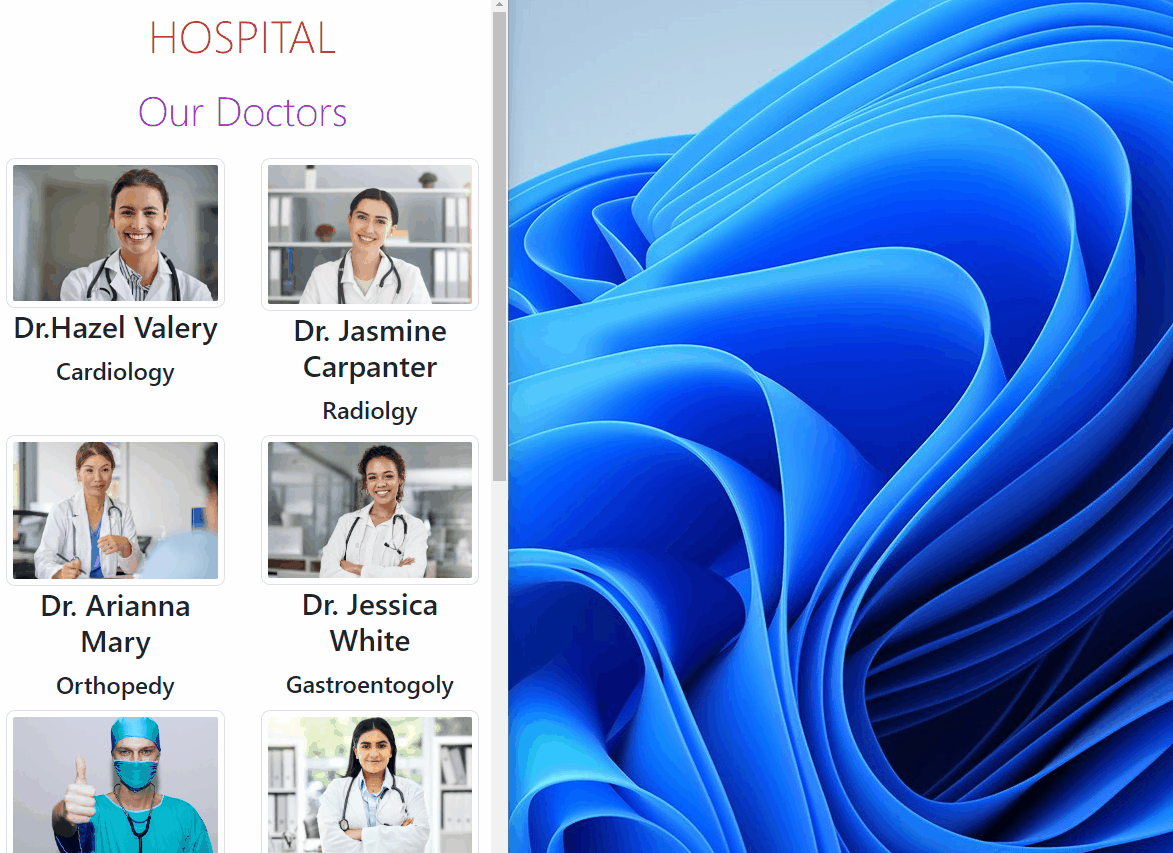 HOSPITAL
Our Doctors
Dr.Hazel Valery
Cardiology
Dr. Jasmine
Carpanter
Radiolgy
Dr. Arianna
Mary
Orthopedy
Dr. Jessica
White
Gastroentogoly